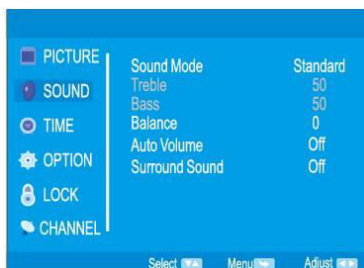 PICTURE
SOUND
TIME
OPTION
LOCK
CHANNEL
Sound Mode Standard
Treble 50
Bass 50
Balance 0
Auto Volume Off
Surround Sound Off
Select Menu Adjust